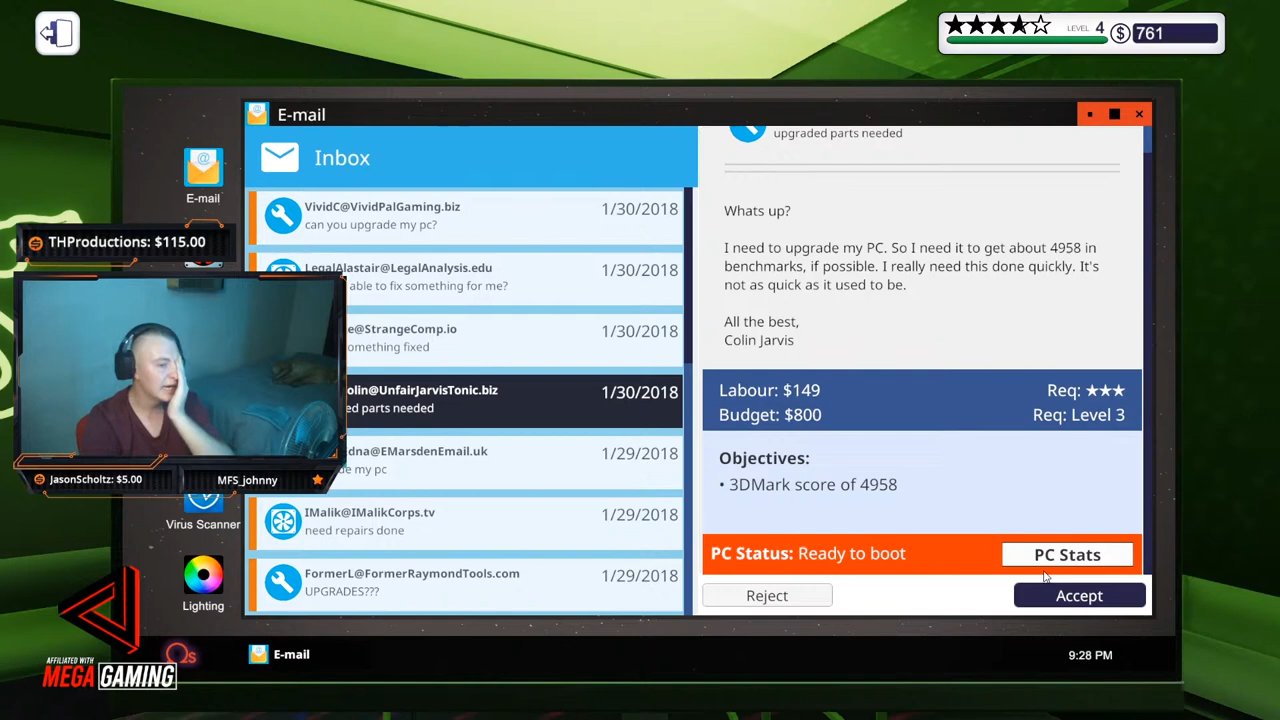 LEVEL 4 $ 761
E-mail
upgraded parts needed
Inbox
E-mail
VividC@VividPalGaming.biz 1/30/2018
can you upgrade my pc?
LegalAlastair@LegalAnalysis.edu 1/30/2018
able to fix something for me?
e@StrangeComp.io 1/30/2018
omething fixed
olin@UnfairJarvisTonic.biz 1/30/2018
ed parts needed
Edna@EMarsdenEmail.uk 1/29/2018
de my pc
IMalik@IMalikCorps.tv 1/29/2018
need repairs done
FormerL@FormerRaymondTools.com 1/29/2018
UPGRADES???
Whats up?
I need to upgrade my PC. So I need it to get about 4958 in
benchmarks, if possible. I really need this done quickly. It's
not as quick as it used to be.
All the best,
Colin Jarvis
Labour: $149 Req: ★★★
Budget: $800 Req: Level 3
Objectives:
• 3DMark score of 4958
PC Status: Ready to boot PC Stats
Reject Accept
THProductions: $115.00
JasonScholtz: $5.00 MFS_johnny
Virus Scanner
Lighting
AFFILIATED WITH
MEGA GAMING
Os
E-mail
9:28 PM